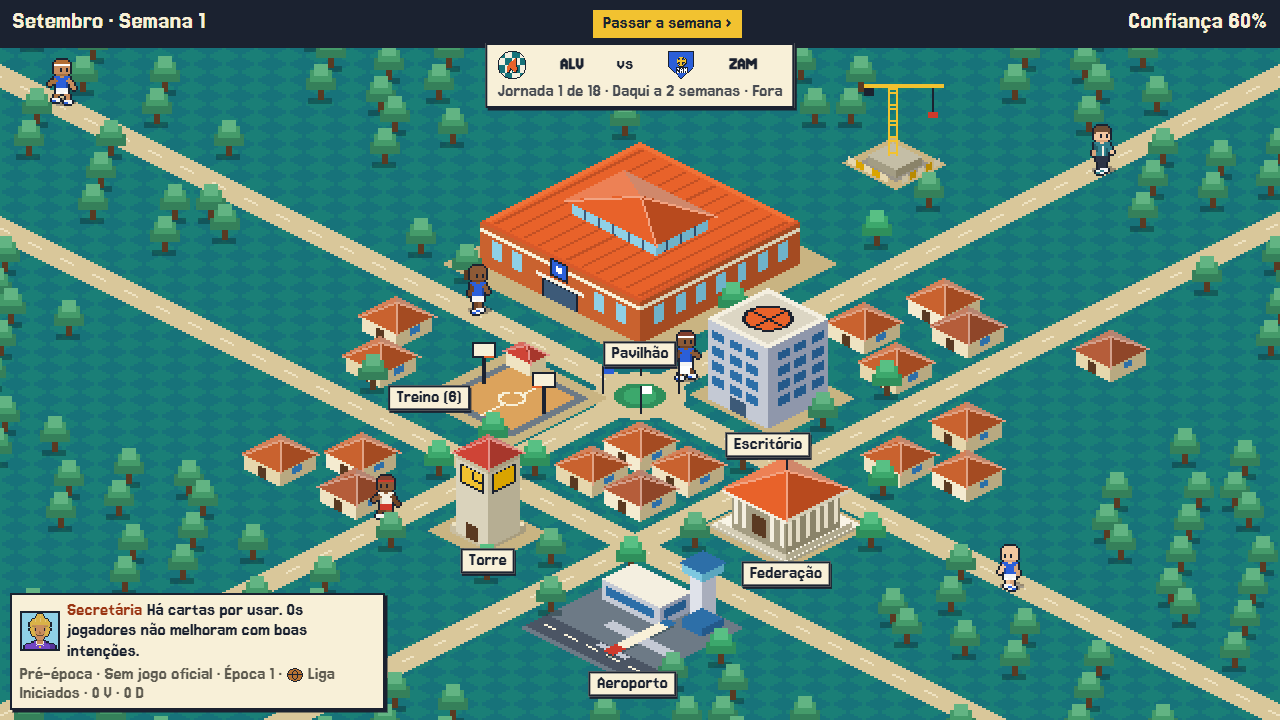 Setembro · Semana 1
Passar a semana ›
Confiança 60%
ALV vs ZAM ZAM
Jornada 1 de 18 · Daqui a 2 semanas · Fora
Pavilhão
Treino (6)
Escritório
Torre
Federação
Aeroporto
Secretária Há cartas por usar. Os
jogadores não melhoram com boas
intenções.
Pré-época · Sem jogo oficial · Época 1 · Liga
Iniciados · 0 V · 0 D